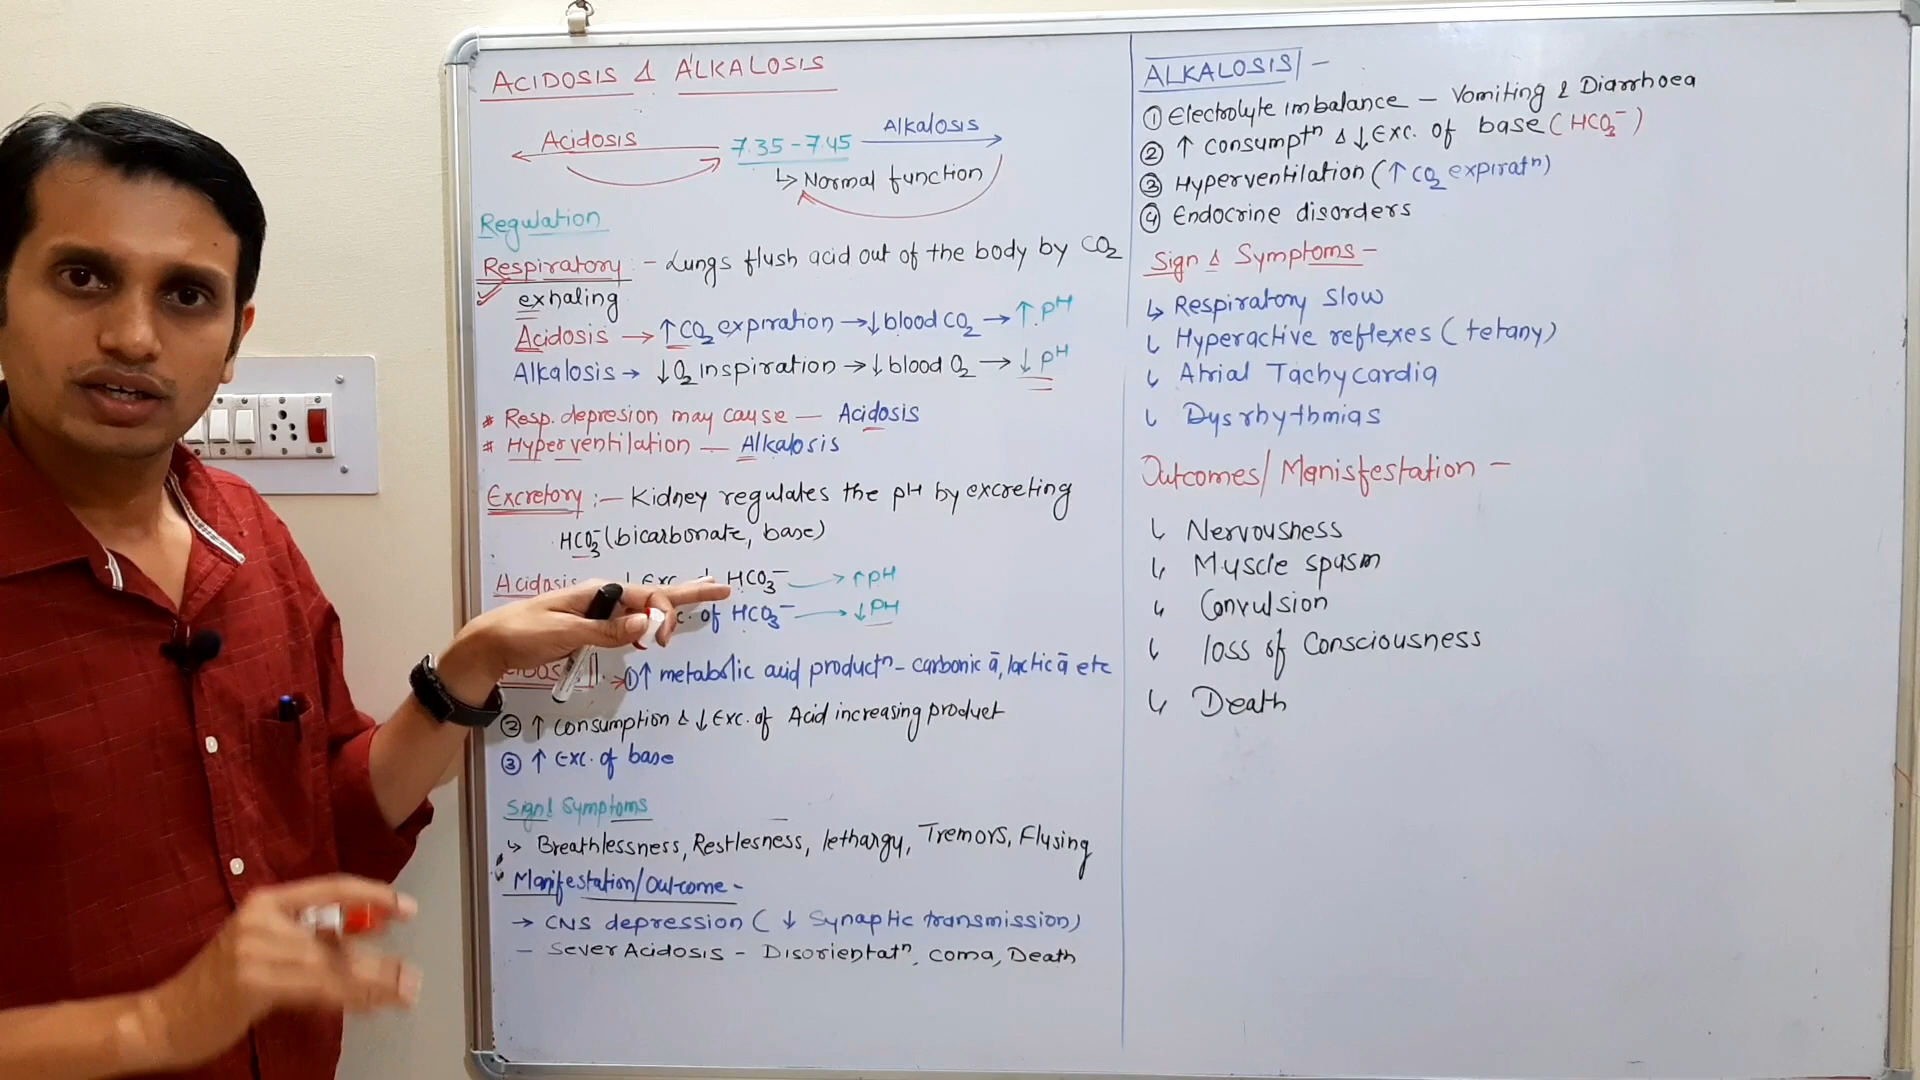 ACIDOSIS & ALKALOSIS
Acidosis 7.35-7.45 Alkalosis
↳ Normal function
Regulation
Respiratory :- Lungs flush acid out of the body by CO₂
exhaling
Acidosis → ↑CO₂ expiration → ↓ blood CO₂ → ↑ pH
Alkalosis → ↓O₂ inspiration → ↓ blood O₂ → ↓ pH
* Resp. depresion may cause — Acidosis
* Hyperventilation — Alkalosis
Excretory :- Kidney regulates the pH by excreting
HCO₃⁻ (bicarbonate, base)
Acidosis HCO₃⁻ → ↑ pH
of HCO₃⁻ → ↓ pH
→ ① ↑ metabolic acid productⁿ - carbonic ā, lactic ā etc
② ↑ consumption & ↓ Exc. of Acid increasing product
③ ↑ Exc. of base
Sign & Symptoms
↳ Breathlessness, Restlesness, lethargy, Tremors, Flusing
Manifestation/Outcome -
→ CNS depression ( ↓ Synaptic transmission)
- Sever Acidosis - Disorientatⁿ, coma, Death
ALKALOSIS / -
① Electrolyte imbalance - Vomiting & Diarrhoea
② ↑ consumptⁿ & ↓ Exc. of base (HCO₃⁻)
③ Hyperventilation (↑ CO₂ expiratⁿ)
④ Endocrine disorders
Sign & Symptoms -
↳ Respiratory Slow
↳ Hyperactive reflexes (tetany)
↳ Atrial Tachycardia
↳ Dysrhythmias
Outcomes/Menisfestation -
↳ Nervousness
↳ Muscle spasm
↳ Convulsion
↳ loss of Consciousness
↳ Death